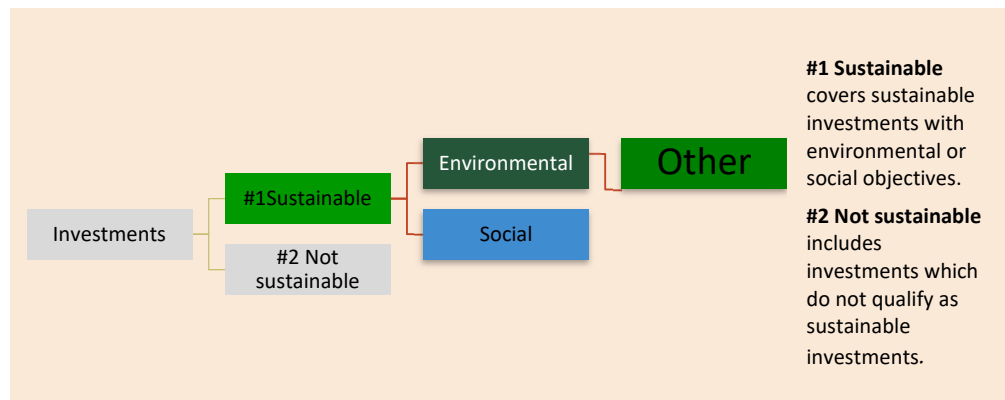 Investments
#1Sustainable
#2 Not
sustainable
Environmental
Social
Other
#1 Sustainable
covers sustainable
investments with
environmental or
social objectives.
#2 Not sustainable
includes
investments which
do not qualify as
sustainable
investments.